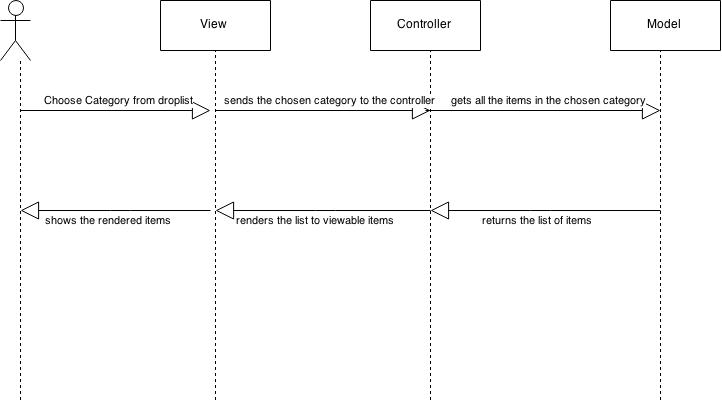 View
Controller
Model
Choose Category from droplist
sends the chosen category to the controller
gets all the items in the chosen category
shows the rendered items
renders the list to viewable items
returns the list of items